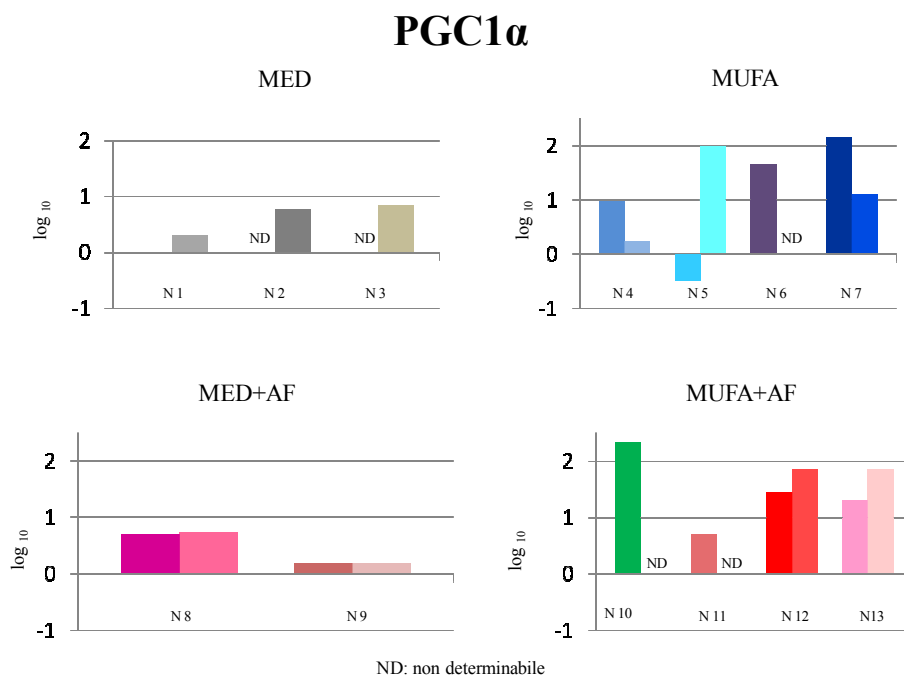 PGC1α
MED
2
1
0
-1
log 10
ND
ND
N 1
N 2
N 3
MUFA
2
1
0
-1
log 10
ND
N 4
N 5
N 6
N 7
MED+AF
2
1
0
-1
log 10
N 8
N 9
MUFA+AF
2
1
0
-1
log 10
ND
ND
N 10
N 11
N 12
N13
ND: non determinabile